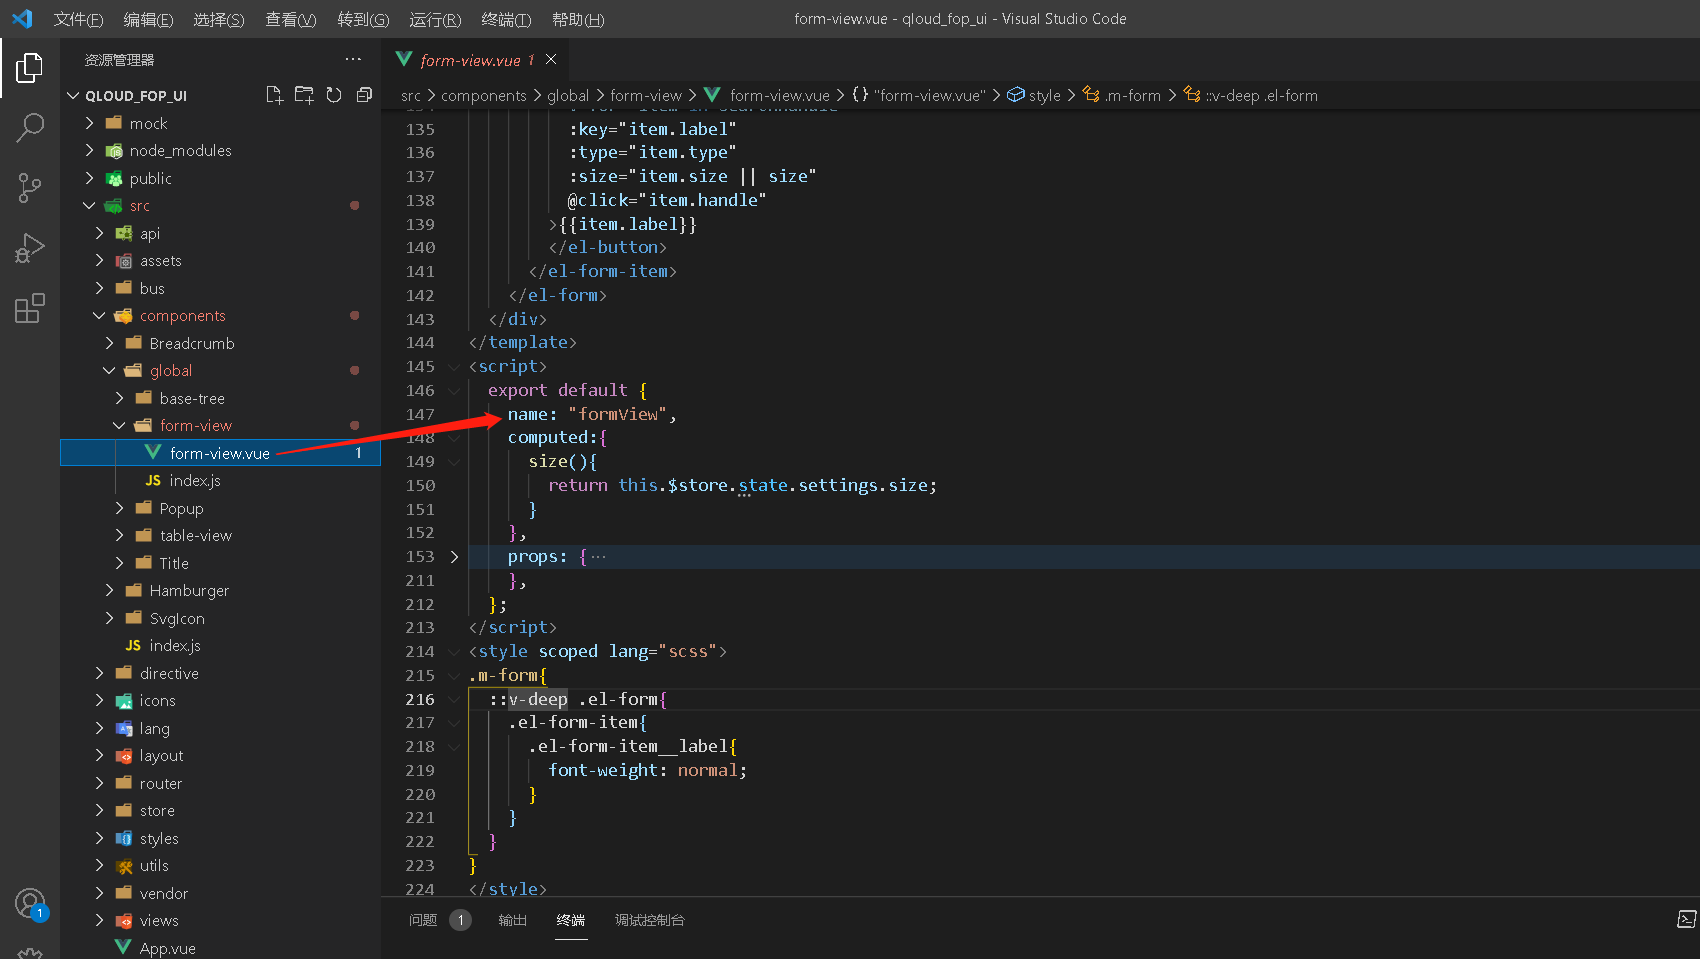 文件(F) 编辑(E) 选择(S) 查看(V) 转到(G) 运行(R) 终端(T) 帮助(H) form-view.vue - qloud_fop_ui - Visual Studio Code
资源管理器 ···
QLOUD_FOP_UI
mock
node_modules
public
src
api
assets
bus
components
Breadcrumb
global
base-tree
form-view
form-view.vue 1
JS index.js
Popup
table-view
Title
Hamburger
SvgIcon
JS index.js
directive
icons
lang
layout
router
store
styles
utils
vendor
views
App.vue
1
form-view.vue 1
src > components > global > form-view > form-view.vue > {} "form-view.vue" > style > .m-form > ::v-deep .el-form
135 :key="item.label"
136 :type="item.type"
137 :size="item.size || size"
138 @click="item.handle"
139 >{{item.label}}
140 </el-button>
141 </el-form-item>
142 </el-form>
143 </div>
144 </template>
145 <script>
146 export default {
147 name: "formView",
148 computed:{
149 size(){
150 return this.$store.state.settings.size;
151 }
152 },
153 props: {···
211 },
212 };
213 </script>
214 <style scoped lang="scss">
215 .m-form{
216 ::v-deep .el-form{
217 .el-form-item{
218 .el-form-item__label{
219 font-weight: normal;
220 }
221 }
222 }
223 }
224 </style>
问题 1 输出 终端 调试控制台